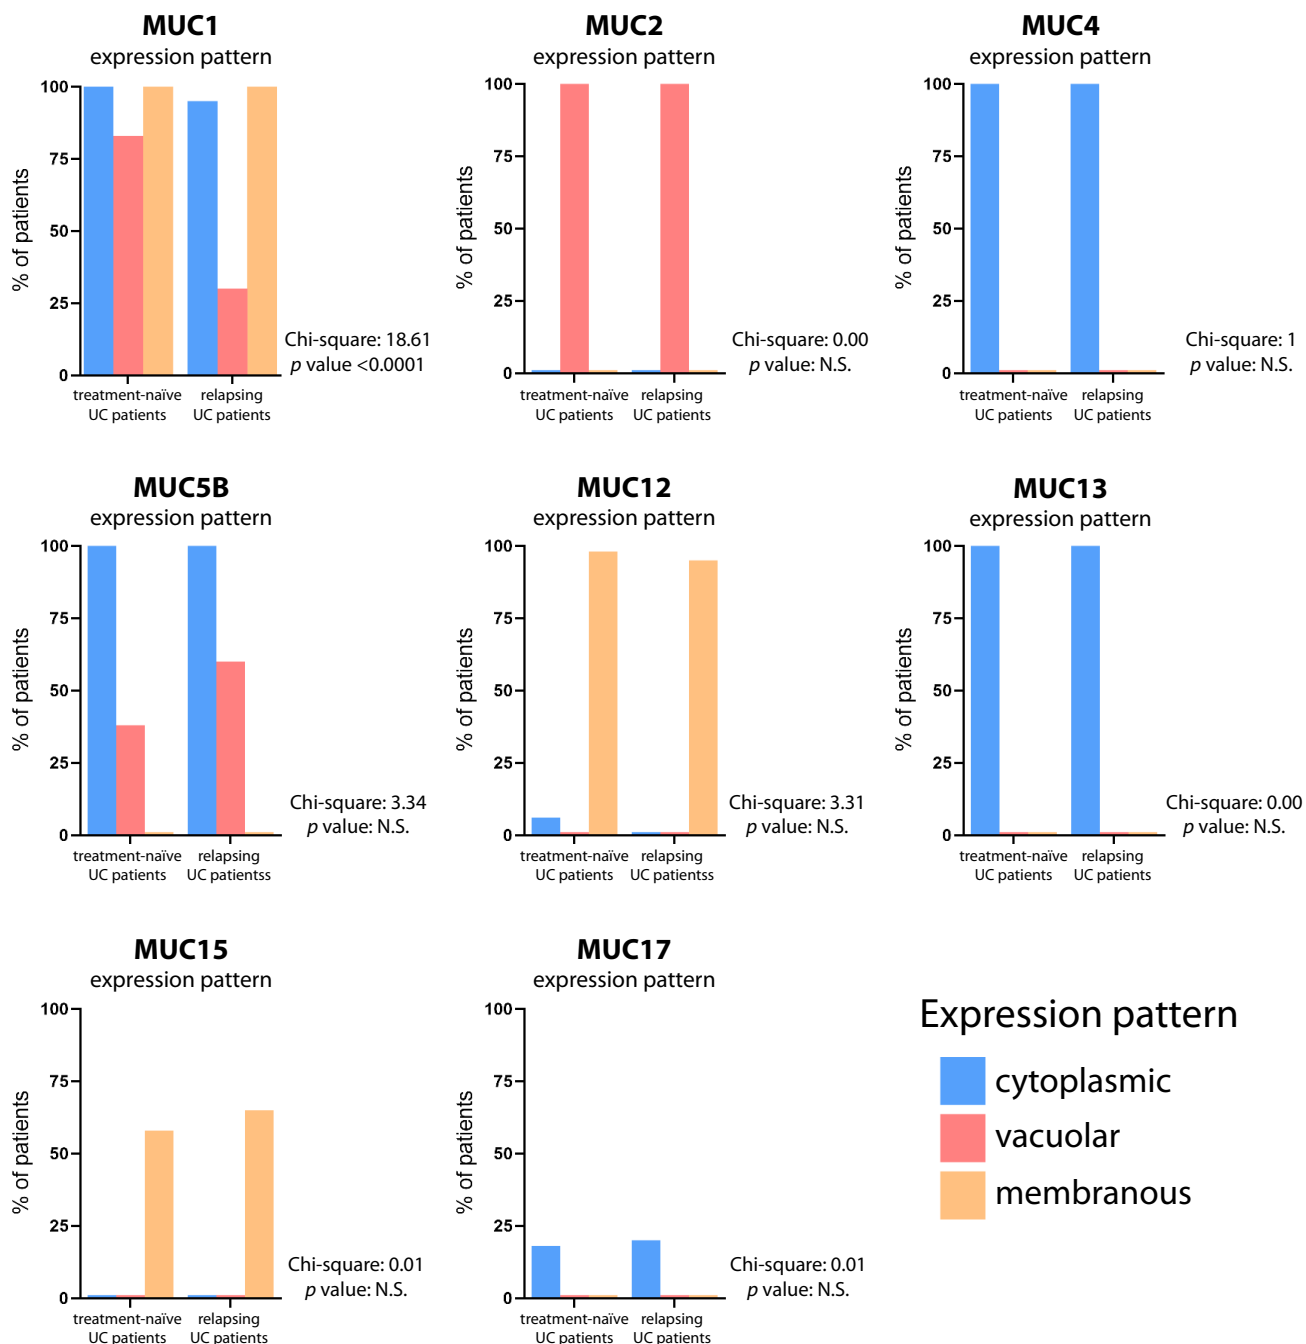 MUC1
expression pattern
% of patients
100
75
50
25
0
treatment-naïve
UC patients
relapsing
UC patients
Chi-square: 18.61
p value <0.0001
MUC2
expression pattern
% of patients
100
75
50
25
0
treatment-naïve
UC patients
relapsing
UC patients
Chi-square: 0.00
p value: N.S.
MUC4
expression pattern
% of patients
100
75
50
25
0
treatment-naïve
UC patients
relapsing
UC patients
Chi-square: 1
p value: N.S.
MUC5B
expression pattern
% of patients
100
75
50
25
0
treatment-naïve
UC patients
relapsing
UC patientss
Chi-square: 3.34
p value: N.S.
MUC12
expression pattern
% of patients
100
75
50
25
0
treatment-naïve
UC patients
relapsing
UC patientss
Chi-square: 3.31
p value: N.S.
MUC13
expression pattern
% of patients
100
75
50
25
0
treatment-naïve
UC patients
relapsing
UC patients
Chi-square: 0.00
p value: N.S.
MUC15
expression pattern
% of patients
100
75
50
25
0
treatment-naïve
UC patients
relapsing
UC patients
Chi-square: 0.01
p value: N.S.
MUC17
expression pattern
% of patients
100
75
50
25
0
treatment-naïve
UC patients
relapsing
UC patients
Chi-square: 0.01
p value: N.S.
Expression pattern
cytoplasmic
vacuolar
membranous